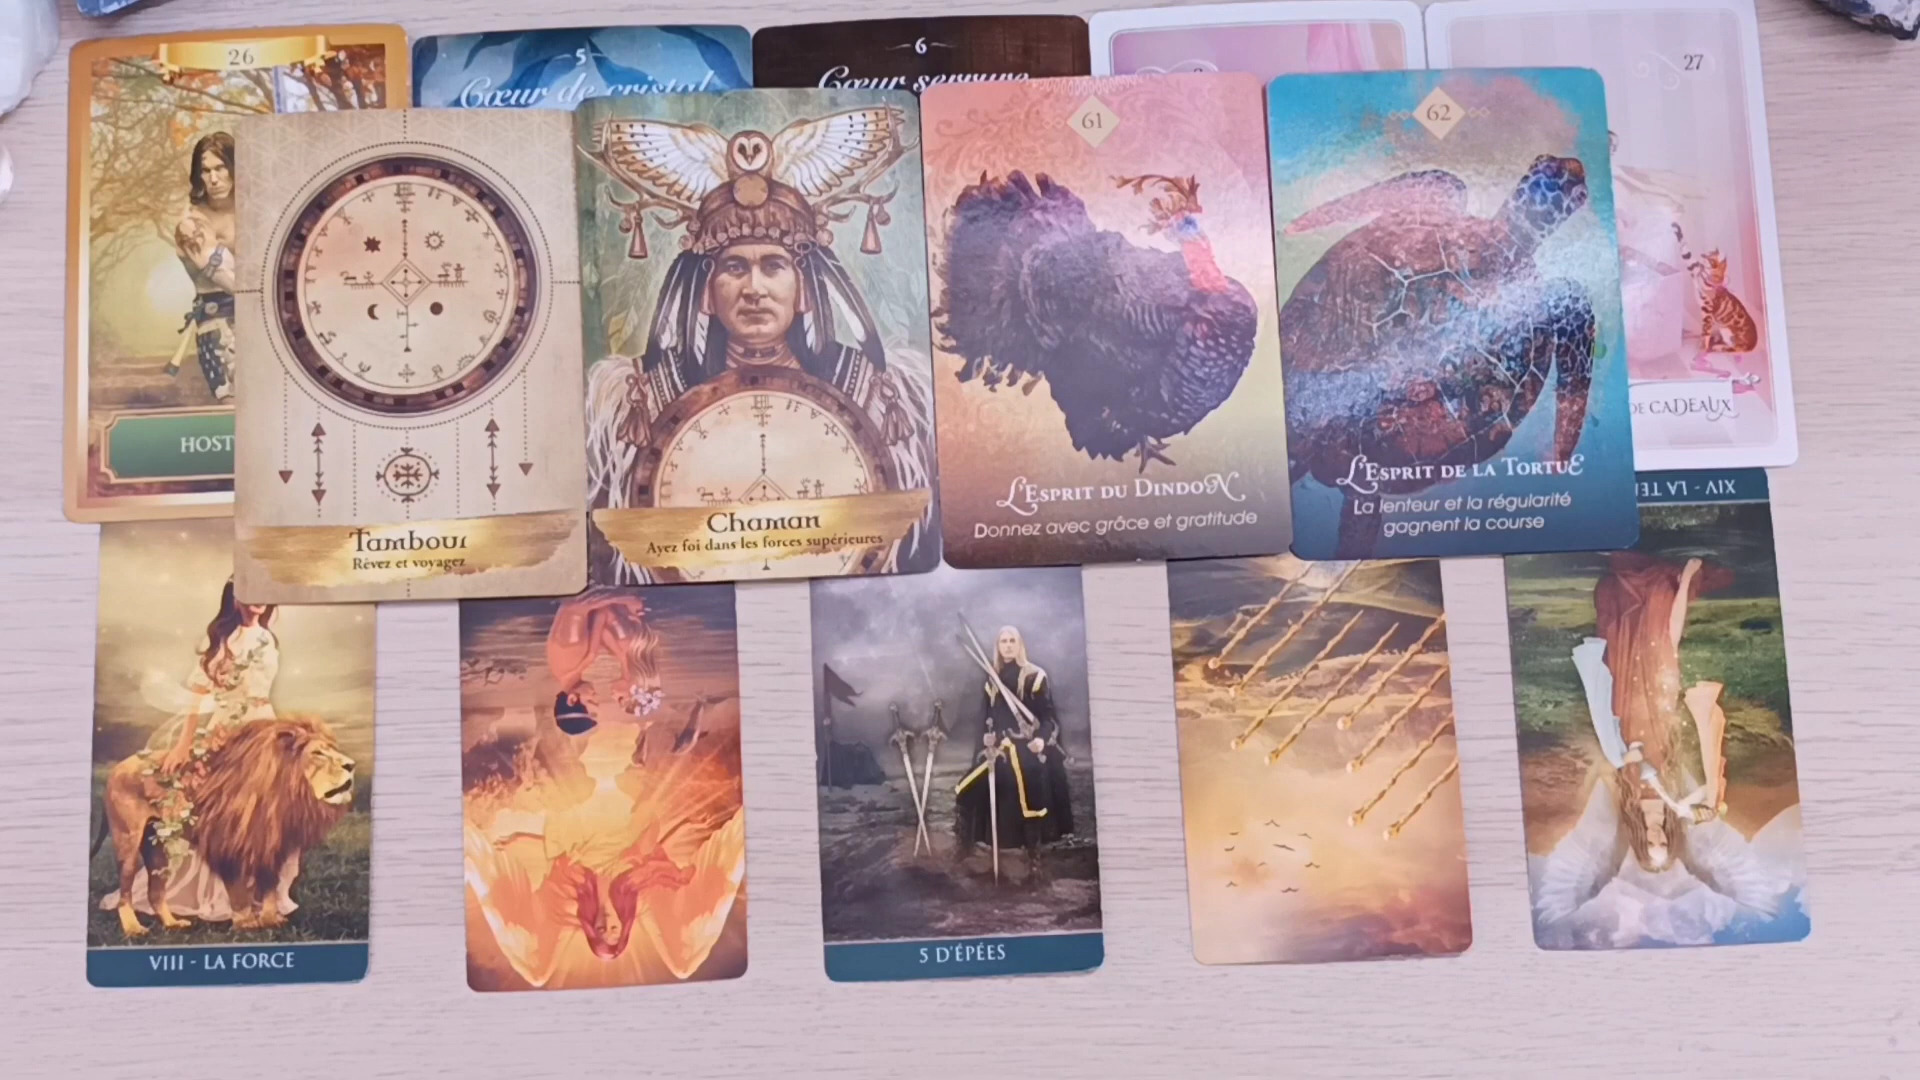 26
5
Cœur de cristal
6
Cœur serrure
27
61
62
HOST
DE CADEAUX
L'ESPRIT DU DINDON
Donnez avec grâce et gratitude
L'ESPRIT DE LA TORTUE
La lenteur et la régularité
gagnent la course
Tambour
Rêvez et voyagez
Chaman
Ayez foi dans les forces supérieures
XIV - LA TE
VIII - LA FORCE
5 D'ÉPÉES